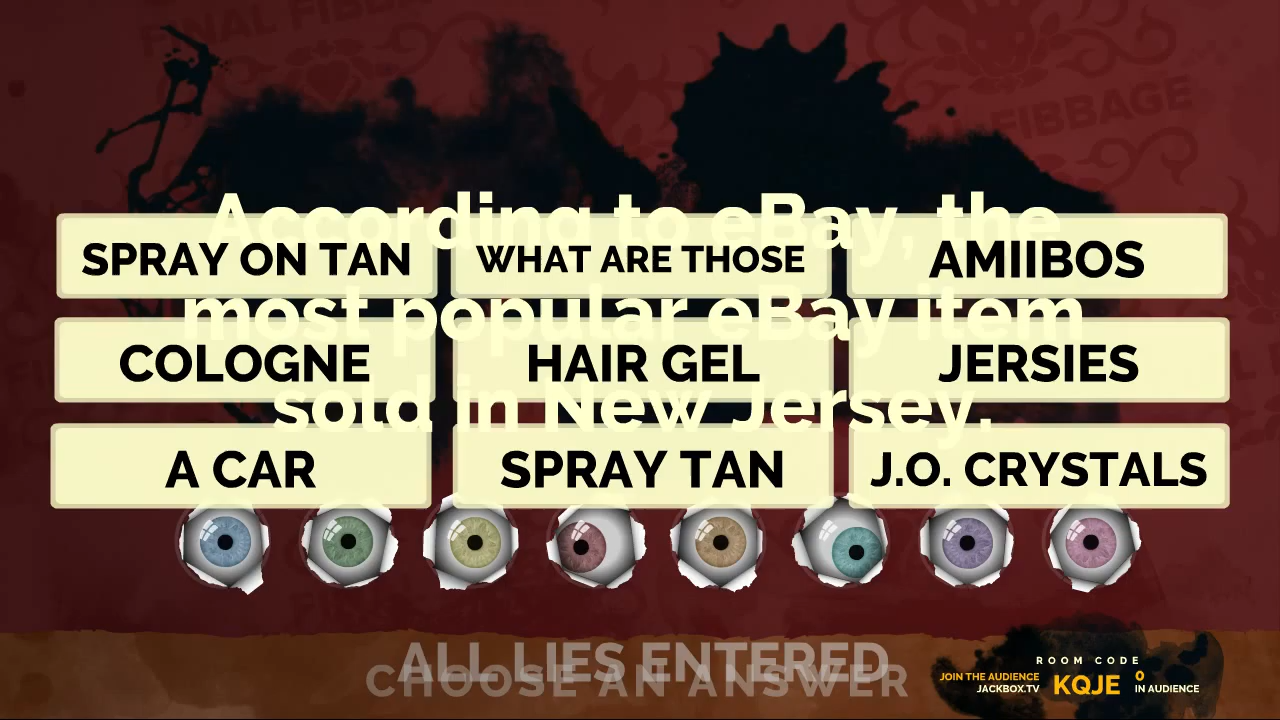 FINAL FIBBAGE
According to eBay, the
SPRAY ON TAN
WHAT ARE THOSE
AMIIBOS
most popular eBay item
COLOGNE
HAIR GEL
JERSIES
sold in New Jersey.
A CAR
SPRAY TAN
J.O. CRYSTALS
ALL LIES ENTERED
CHOOSE AN ANSWER
ROOM CODE
JOIN THE AUDIENCE
JACKBOX.TV
KQJE
0
IN AUDIENCE